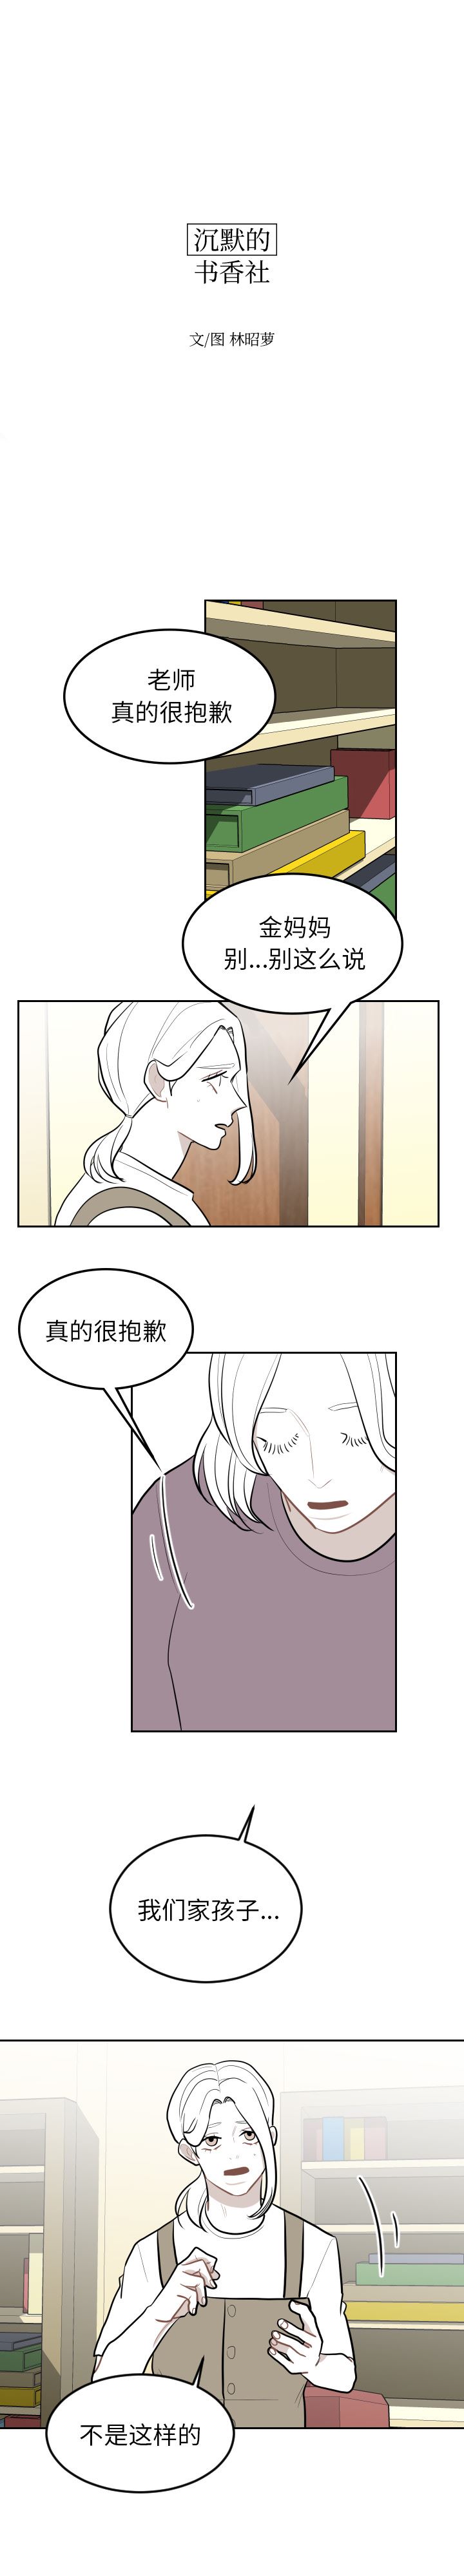 沉默的
书香社
文/图 林昭萝
老师
真的很抱歉
金妈妈
别...别这么说
真的很抱歉
我们家孩子...
不是这样的